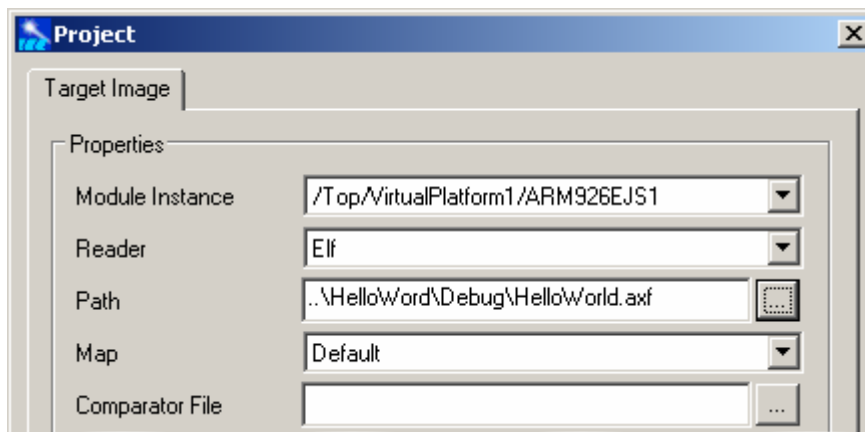 Project
Target Image
Properties
Module Instance /Top/VirtualPlatform1/ARM926EJS1
Reader Elf
Path ..\HelloWord\Debug\HelloWorld.axf ...
Map Default
Comparator File ...